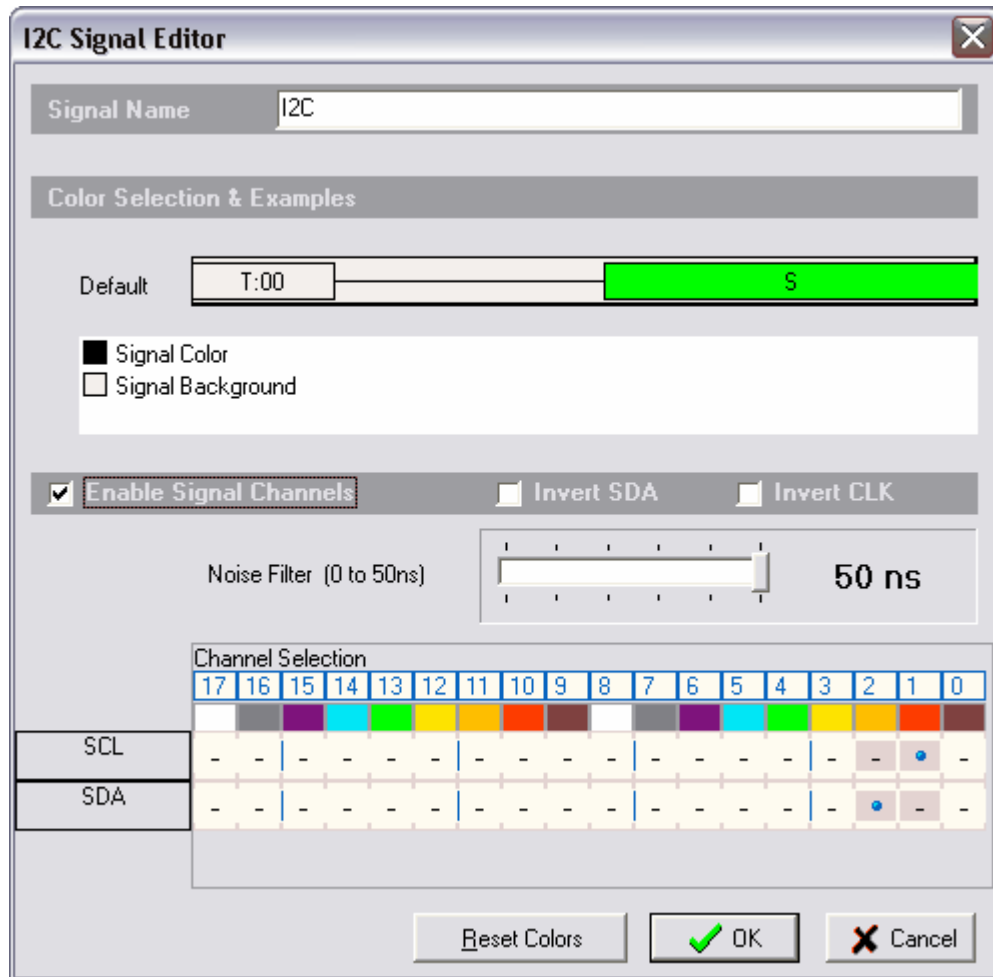 I2C Signal Editor
Signal Name I2C
Color Selection & Examples
Default T:00 S
Signal Color
Signal Background
Enable Signal Channels Invert SDA Invert CLK
Noise Filter (0 to 50ns) 50 ns
Channel Selection
17 16 15 14 13 12 11 10 9 8 7 6 5 4 3 2 1 0
SCL - - - - - - - - - - - - - - - - -
SDA - - - - - - - - - - - - - - - - -
Reset Colors OK Cancel